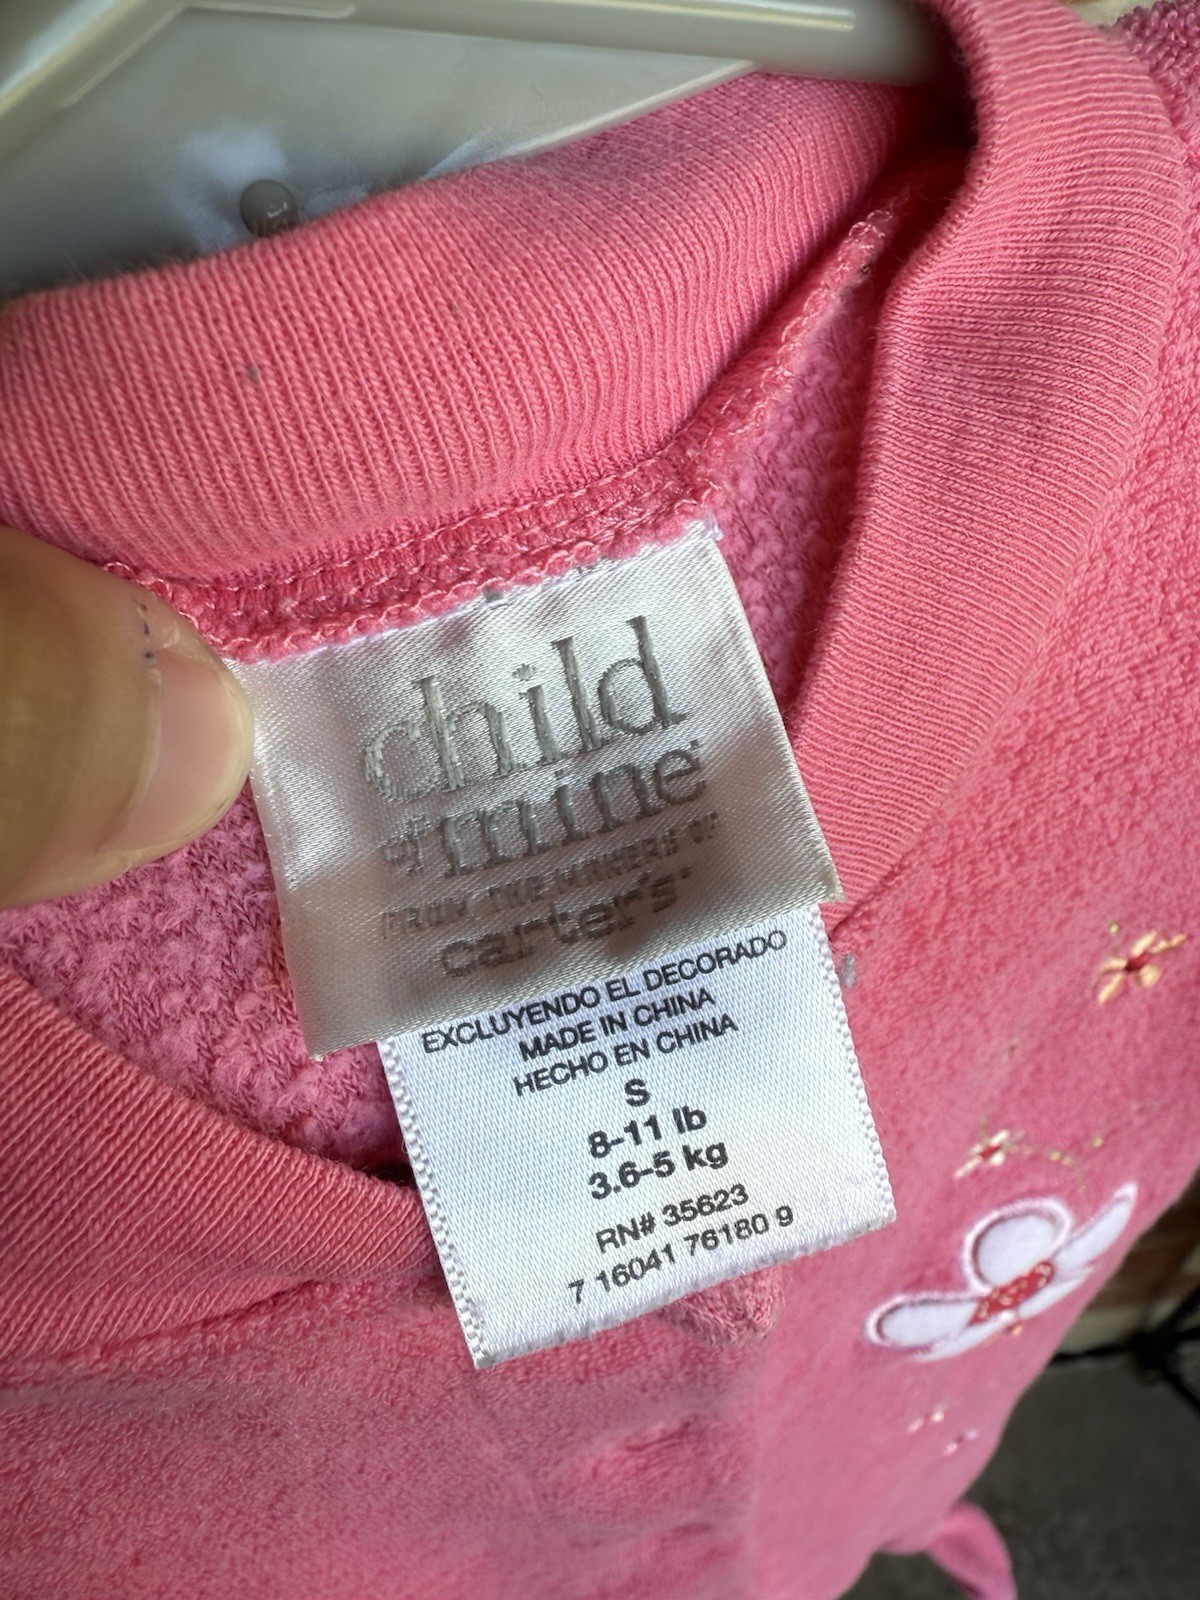 child
of mine
FROM THE MAKERS OF
carter's
EXCLUYENDO EL DECORADO
MADE IN CHINA
HECHO EN CHINA
S
8-11 lb
3.6-5 kg
RN# 35623
7 16041 76180 9